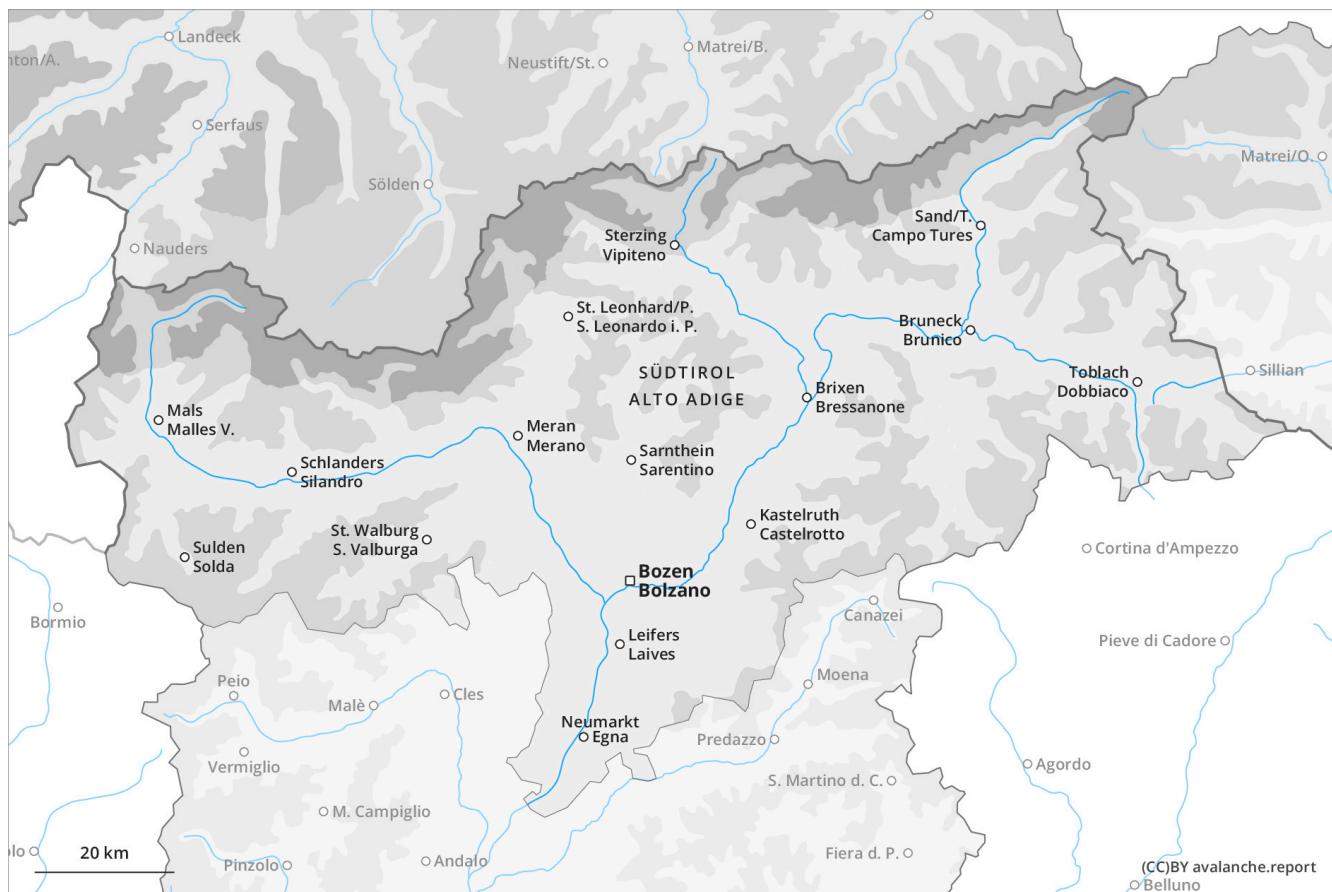 Landeck
nton/A.
Neustift/St.
Matrei/B.
Serfaus
Sölden
Matrei/O.
Nauders
Sand/T.
Campo Tures
Sterzing
Vipiteno
St. Leonhard/P.
S. Leonardo i. P.
Bruneck
Brunico
SÜDTIROL
ALTO ADIGE
Toblach
Dobbiaco
Sillian
Brixen
Bressanone
Mals
Malles V.
Meran
Merano
Sarnthein
Sarentino
Schlanders
Silandro
Kastelruth
Castelrotto
St. Walburg
S. Valburga
Sulden
Solda
Cortina d'Ampezzo
Bozen
Bolzano
Bormio
Canazei
Leifers
Laives
Pieve di Cadore
Peio
Malè
Cles
Moena
Neumarkt
Egna
Predazzo
Vermiglio
Agordo
S. Martino d. C.
M. Campiglio
20 km
olo
Pinzolo
Andalo
Fiera d. P.
(CC)BY avalanche.report
Belluno